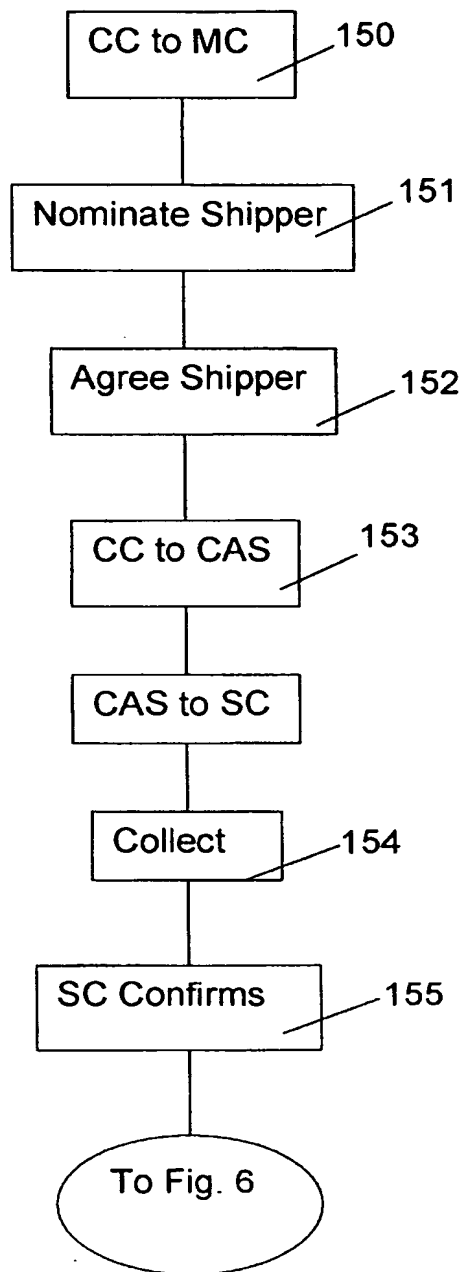 CC to MC
150
Nominate Shipper
151
Agree Shipper
152
CC to CAS
153
CAS to SC
Collect
154
SC Confirms
155
To Fig. 6